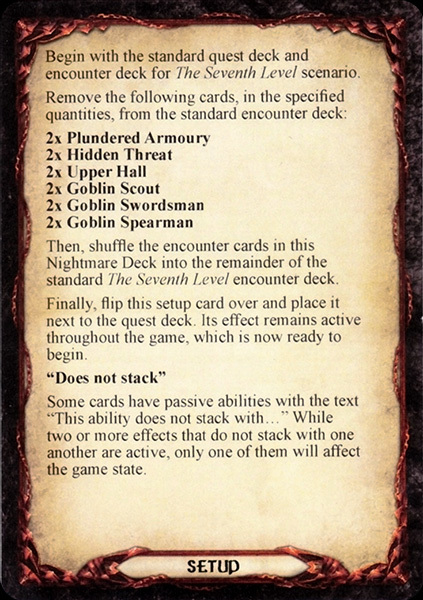 Begin with the standard quest deck and
encounter deck for The Seventh Level scenario.
Remove the following cards, in the specified
quantities, from the standard encounter deck:
2x Plundered Armoury
2x Hidden Threat
2x Upper Hall
2x Goblin Scout
2x Goblin Swordsman
2x Goblin Spearman
Then, shuffle the encounter cards in this
Nightmare Deck into the remainder of the
standard The Seventh Level encounter deck.
Finally, flip this setup card over and place it
next to the quest deck. Its effect remains active
throughout the game, which is now ready to
begin.
“Does not stack”
Some cards have passive abilities with the text
“This ability does not stack with…” While
two or more effects that do not stack with one
another are active, only one of them will affect
the game state.
SETUP